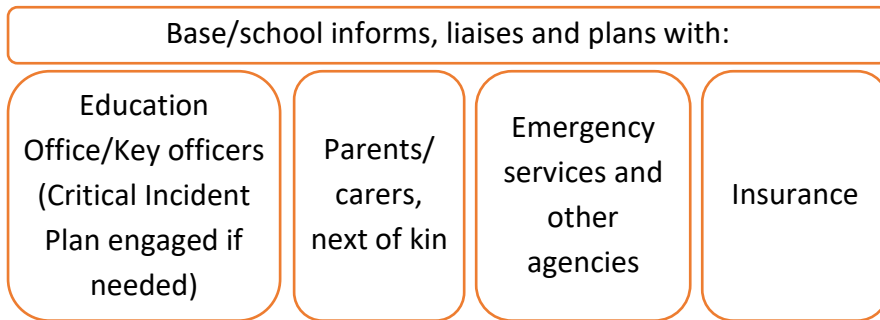 Base/school informs, liaises and plans with:
Education
Office/Key officers
(Critical Incident
Plan engaged if
needed)
Parents/
carers,
next of kin
Emergency
services and
other
agencies
Insurance